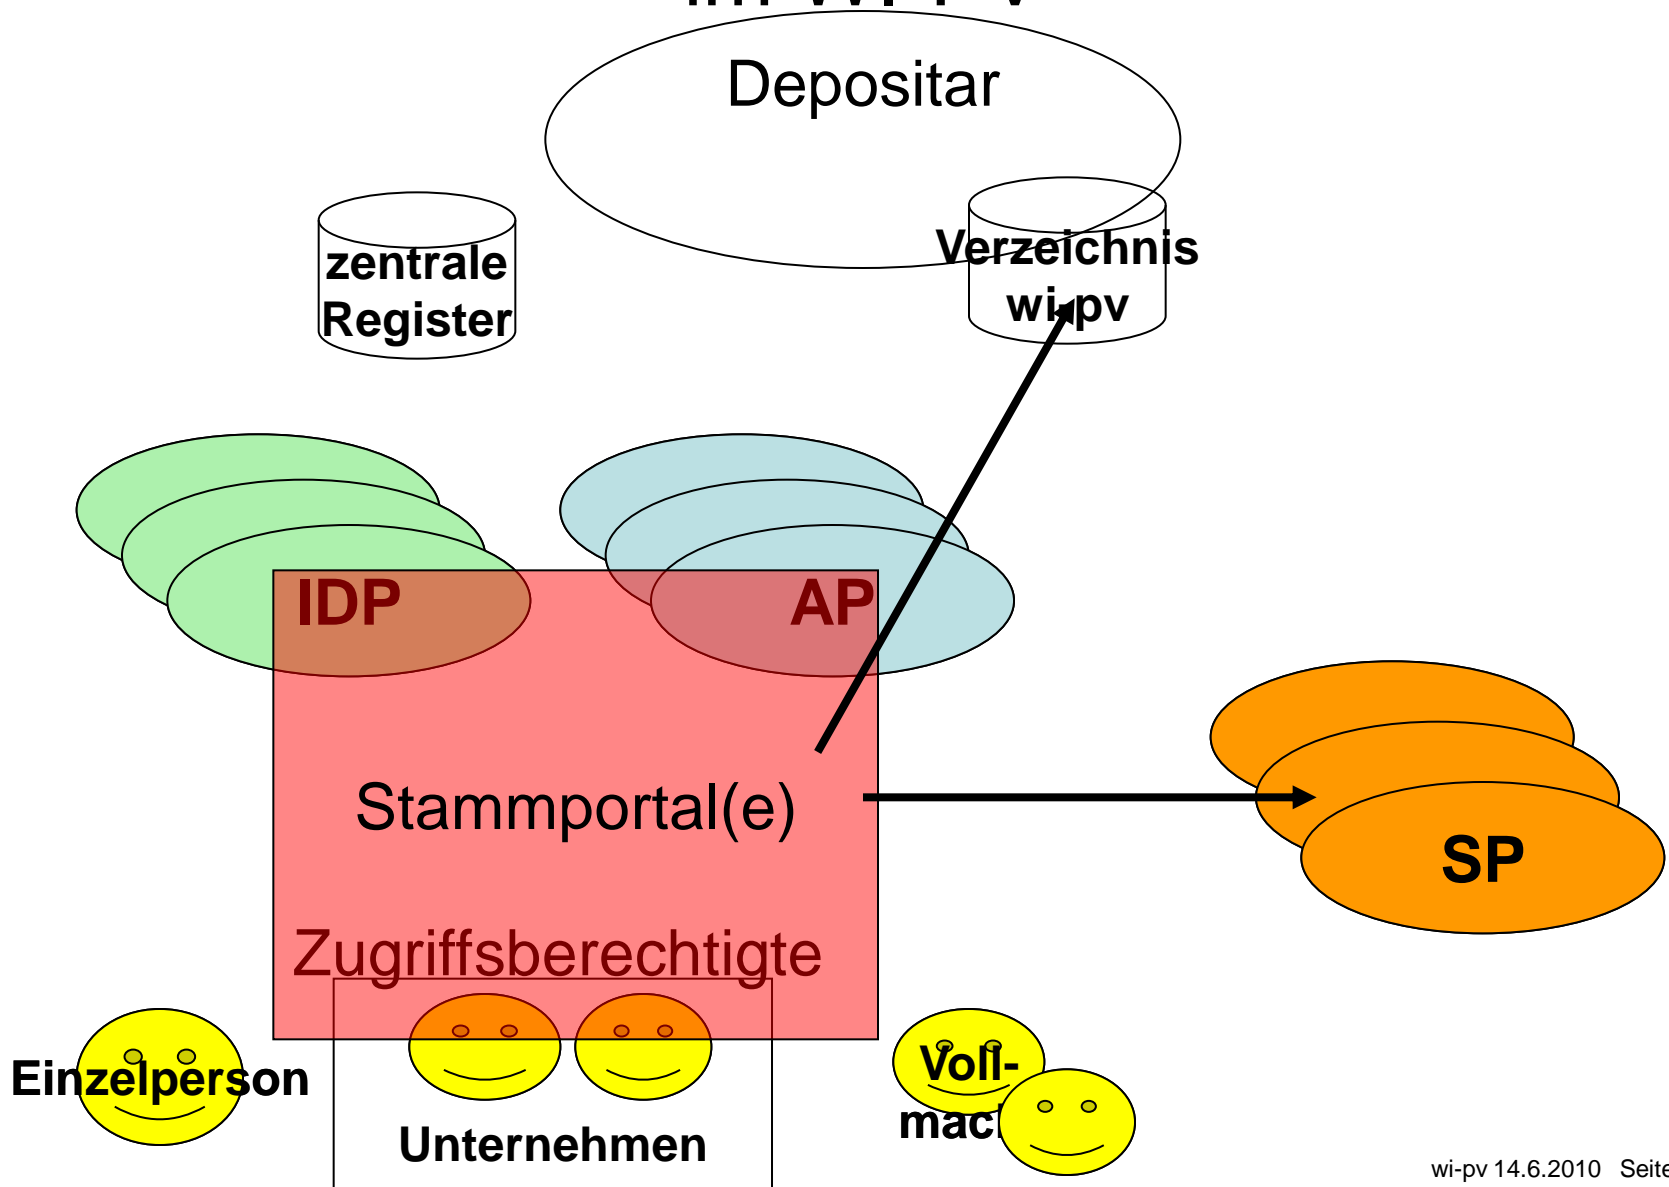 Depositar
zentrale
Register
Verzeichnis
wi-pv
IDP
AP
Stammportal(e)
SP
Zugriffsberechtigte
Einzelperson
Unternehmen
Voll-
wi-pv 14.6.2010 Seite